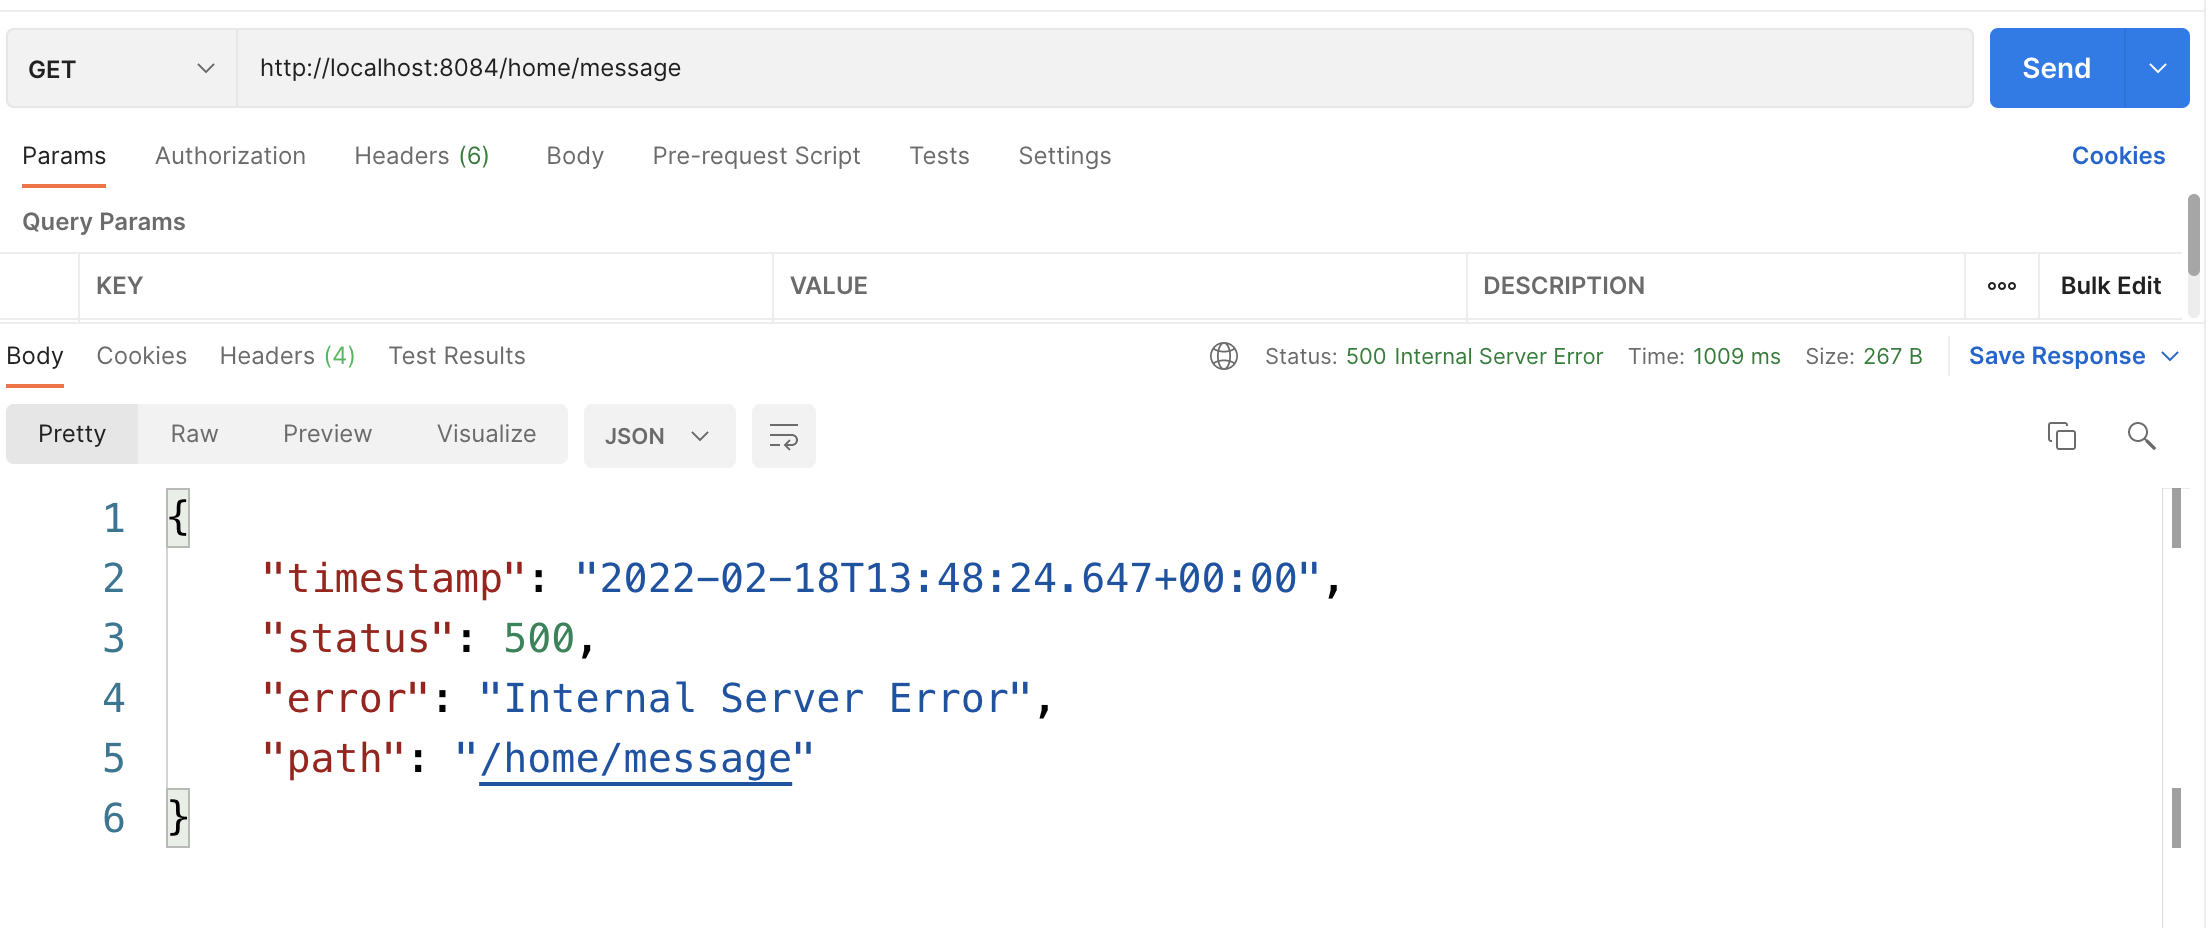 GET http://localhost:8084/home/message Send
Params Authorization Headers (6) Body Pre-request Script Tests Settings Cookies
Query Params
KEY VALUE DESCRIPTION ooo Bulk Edit
Body Cookies Headers (4) Test Results Status: 500 Internal Server Error Time: 1009 ms Size: 267 B Save Response
Pretty Raw Preview Visualize JSON
1 {
2 "timestamp": "2022-02-18T13:48:24.647+00:00",
3 "status": 500,
4 "error": "Internal Server Error",
5 "path": "/home/message"
6 }